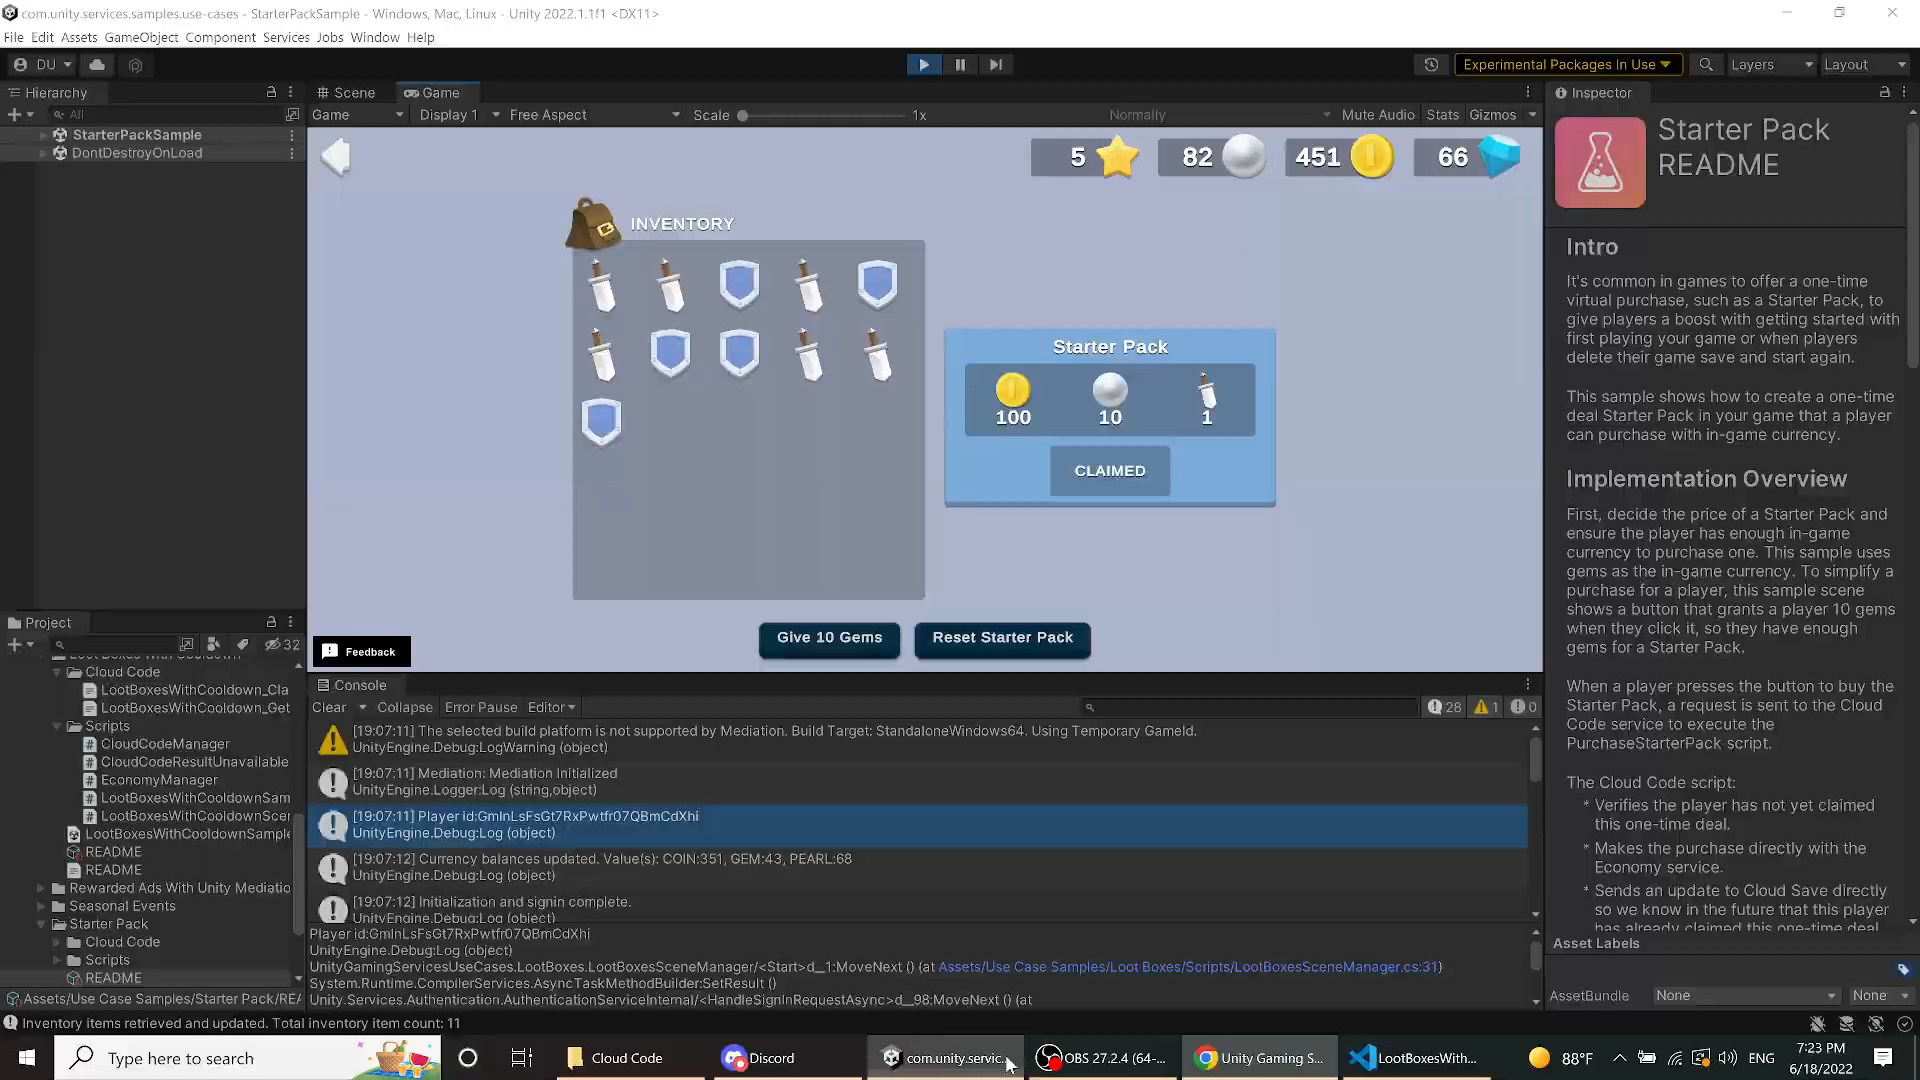 com.unity.services.samples.use-cases - StarterPackSample - Windows, Mac, Linux - Unity 2022.1.1f1 <DX11>
File Edit Assets GameObject Component Services Jobs Window Help
DU
Experimental Packages In Use
Layers
Layout
Hierarchy
All
StarterPackSample
DontDestroyOnLoad
Scene
Game
Game
Display 1
Free Aspect
Scale
1x
Normally
Mute Audio
Stats
Gizmos
5
82
451
66
INVENTORY
Starter Pack
100
10
1
CLAIMED
Give 10 Gems
Reset Starter Pack
Feedback
Inspector
Starter Pack
README
Intro
It's common in games to offer a one-time
virtual purchase, such as a Starter Pack, to
give players a boost with getting started with
first playing your game or when players
delete their game save and start again.
This sample shows how to create a one-time
deal Starter Pack in your game that a player
can purchase with in-game currency.
Implementation Overview
First, decide the price of a Starter Pack and
ensure the player has enough in-game
currency to purchase one. This sample uses
gems as the in-game currency. To simplify a
purchase for a player, this sample scene
shows a button that grants a player 10 gems
when they click it, so they have enough
gems for a Starter Pack.
When a player presses the button to buy the
Starter Pack, a request is sent to the Cloud
Code service to execute the
PurchaseStarterPack script.
The Cloud Code script:
* Verifies the player has not yet claimed
this one-time deal.
* Makes the purchase directly with the
Economy service.
* Sends an update to Cloud Save directly
so we know in the future that this player
has already claimed this one-time deal
Asset Labels
AssetBundle
None
None
Project
32
Cloud Code
LootBoxesWithCooldown_Cla
LootBoxesWithCooldown_Get
Scripts
CloudCodeManager
CloudCodeResultUnavailable
EconomyManager
LootBoxesWithCooldownSam
LootBoxesWithCooldownScer
LootBoxesWithCooldownSample
README
README
Rewarded Ads With Unity Mediatio
Seasonal Events
Starter Pack
Cloud Code
Scripts
README
Assets/Use Case Samples/Starter Pack/REA
Console
Clear
Collapse
Error Pause
Editor
28
1
0
[19:07:11] The selected build platform is not supported by Mediation. Build Target: StandaloneWindows64. Using Temporary GameId.
UnityEngine.Debug:LogWarning (object)
[19:07:11] Mediation: Mediation Initialized
UnityEngine.Logger:Log (string,object)
[19:07:11] Player id:GmInLsFsGt7RxPwtfr07QBmCdXhi
UnityEngine.Debug:Log (object)
[19:07:12] Currency balances updated. Value(s): COIN:351, GEM:43, PEARL:68
UnityEngine.Debug:Log (object)
[19:07:12] Initialization and signin complete.
UnityEngine.Debug:Log (object)
Player id:GmInLsFsGt7RxPwtfr07QBmCdXhi
UnityEngine.Debug:Log (object)
UnityGamingServicesUseCases.LootBoxes.LootBoxesSceneManager/<Start>d__1:MoveNext () (at Assets/Use Case Samples/Loot Boxes/Scripts/LootBoxesSceneManager.cs:31)
System.Runtime.CompilerServices.AsyncTaskMethodBuilder:SetResult ()
Unity.Services.Authentication.AuthenticationServiceInternal/<HandleSignInRequestAsync>d__98:MoveNext () (at
Inventory items retrieved and updated. Total inventory item count: 11
Type here to search
Cloud Code
Discord
com.unity.servic...
OBS 27.2.4 (64-...
Unity Gaming S...
LootBoxesWith...
88°F
ENG
7:23 PM
6/18/2022